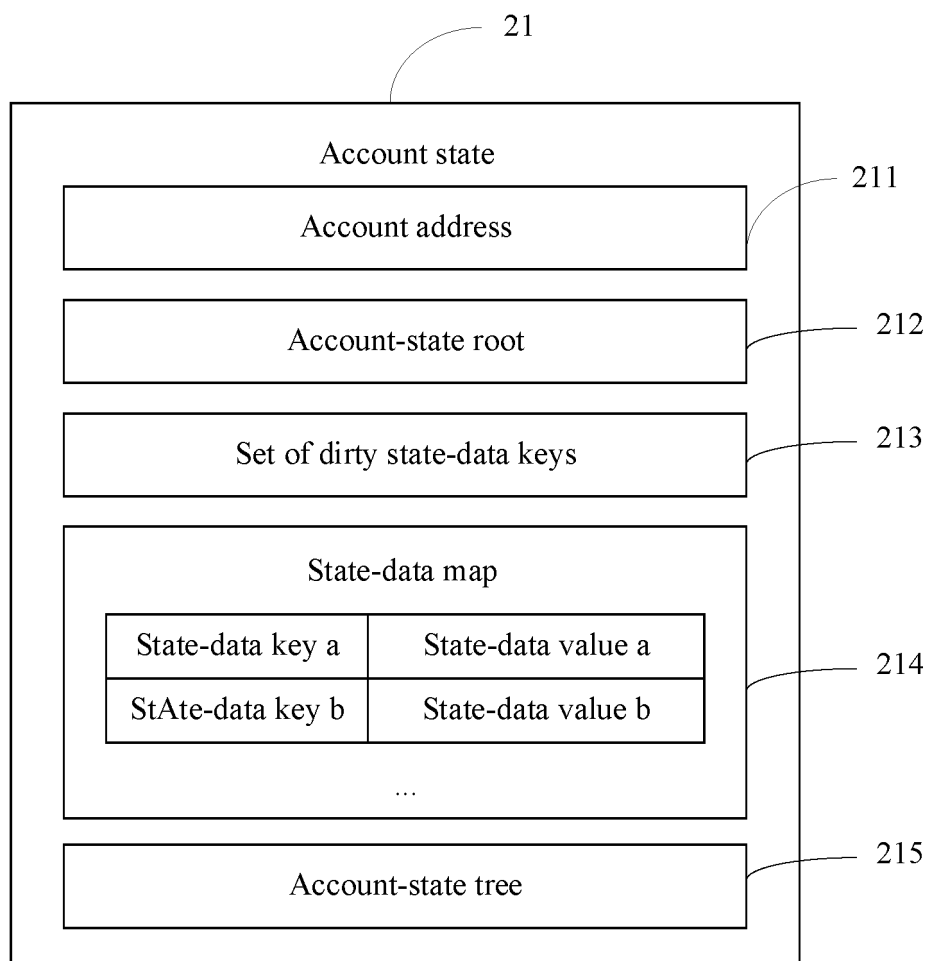 21
Account state
211
Account address
212
Account-state root
213
Set of dirty state-data keys
State-data map
State-data key a State-data value a
214
StAte-data key b State-data value b
...
215
Account-state tree